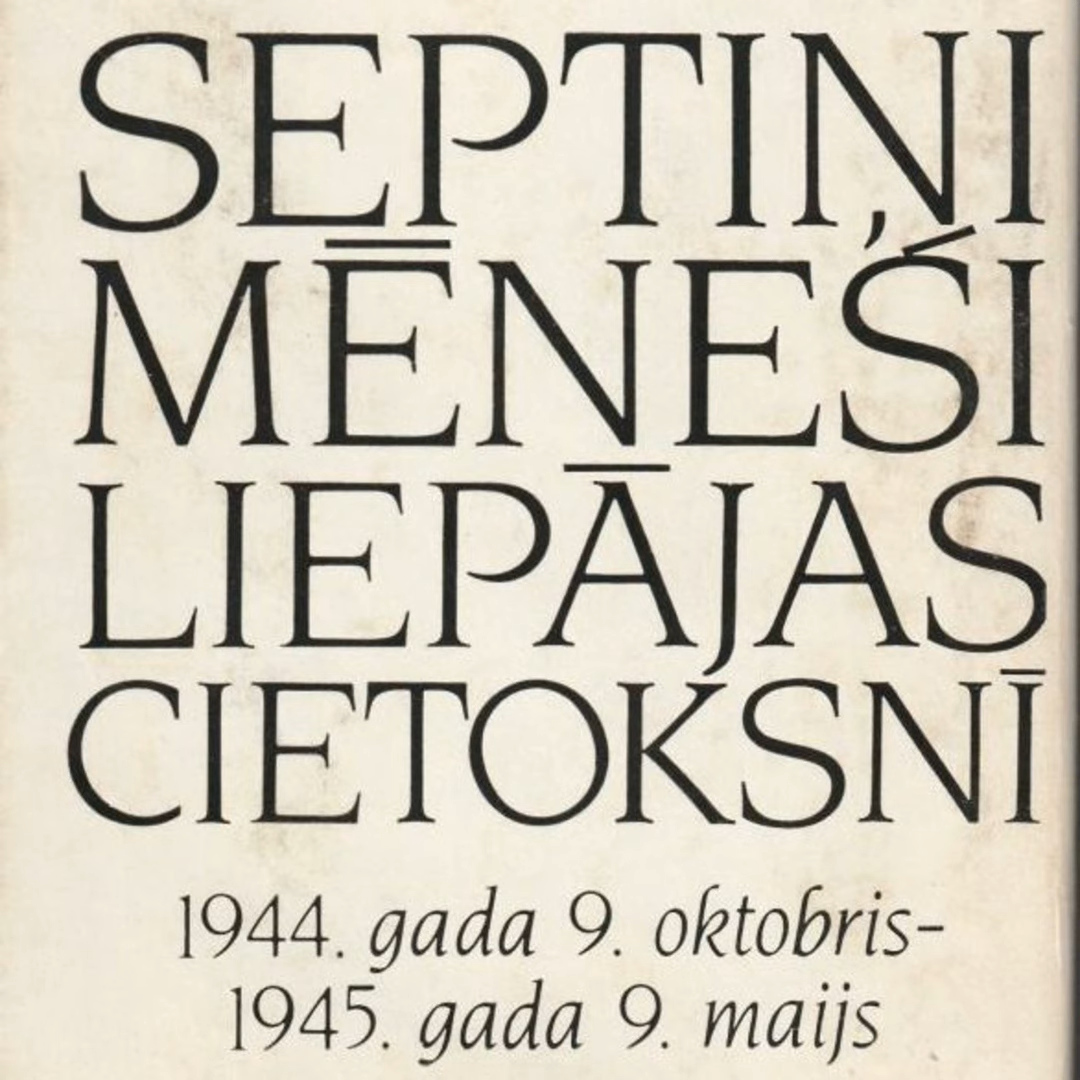 SEPTIŅI
MĒNEŠI
LIEPĀJAS
CIETOKSNĪ
1944. gada 9. oktobris-
1945. gada 9. maijs